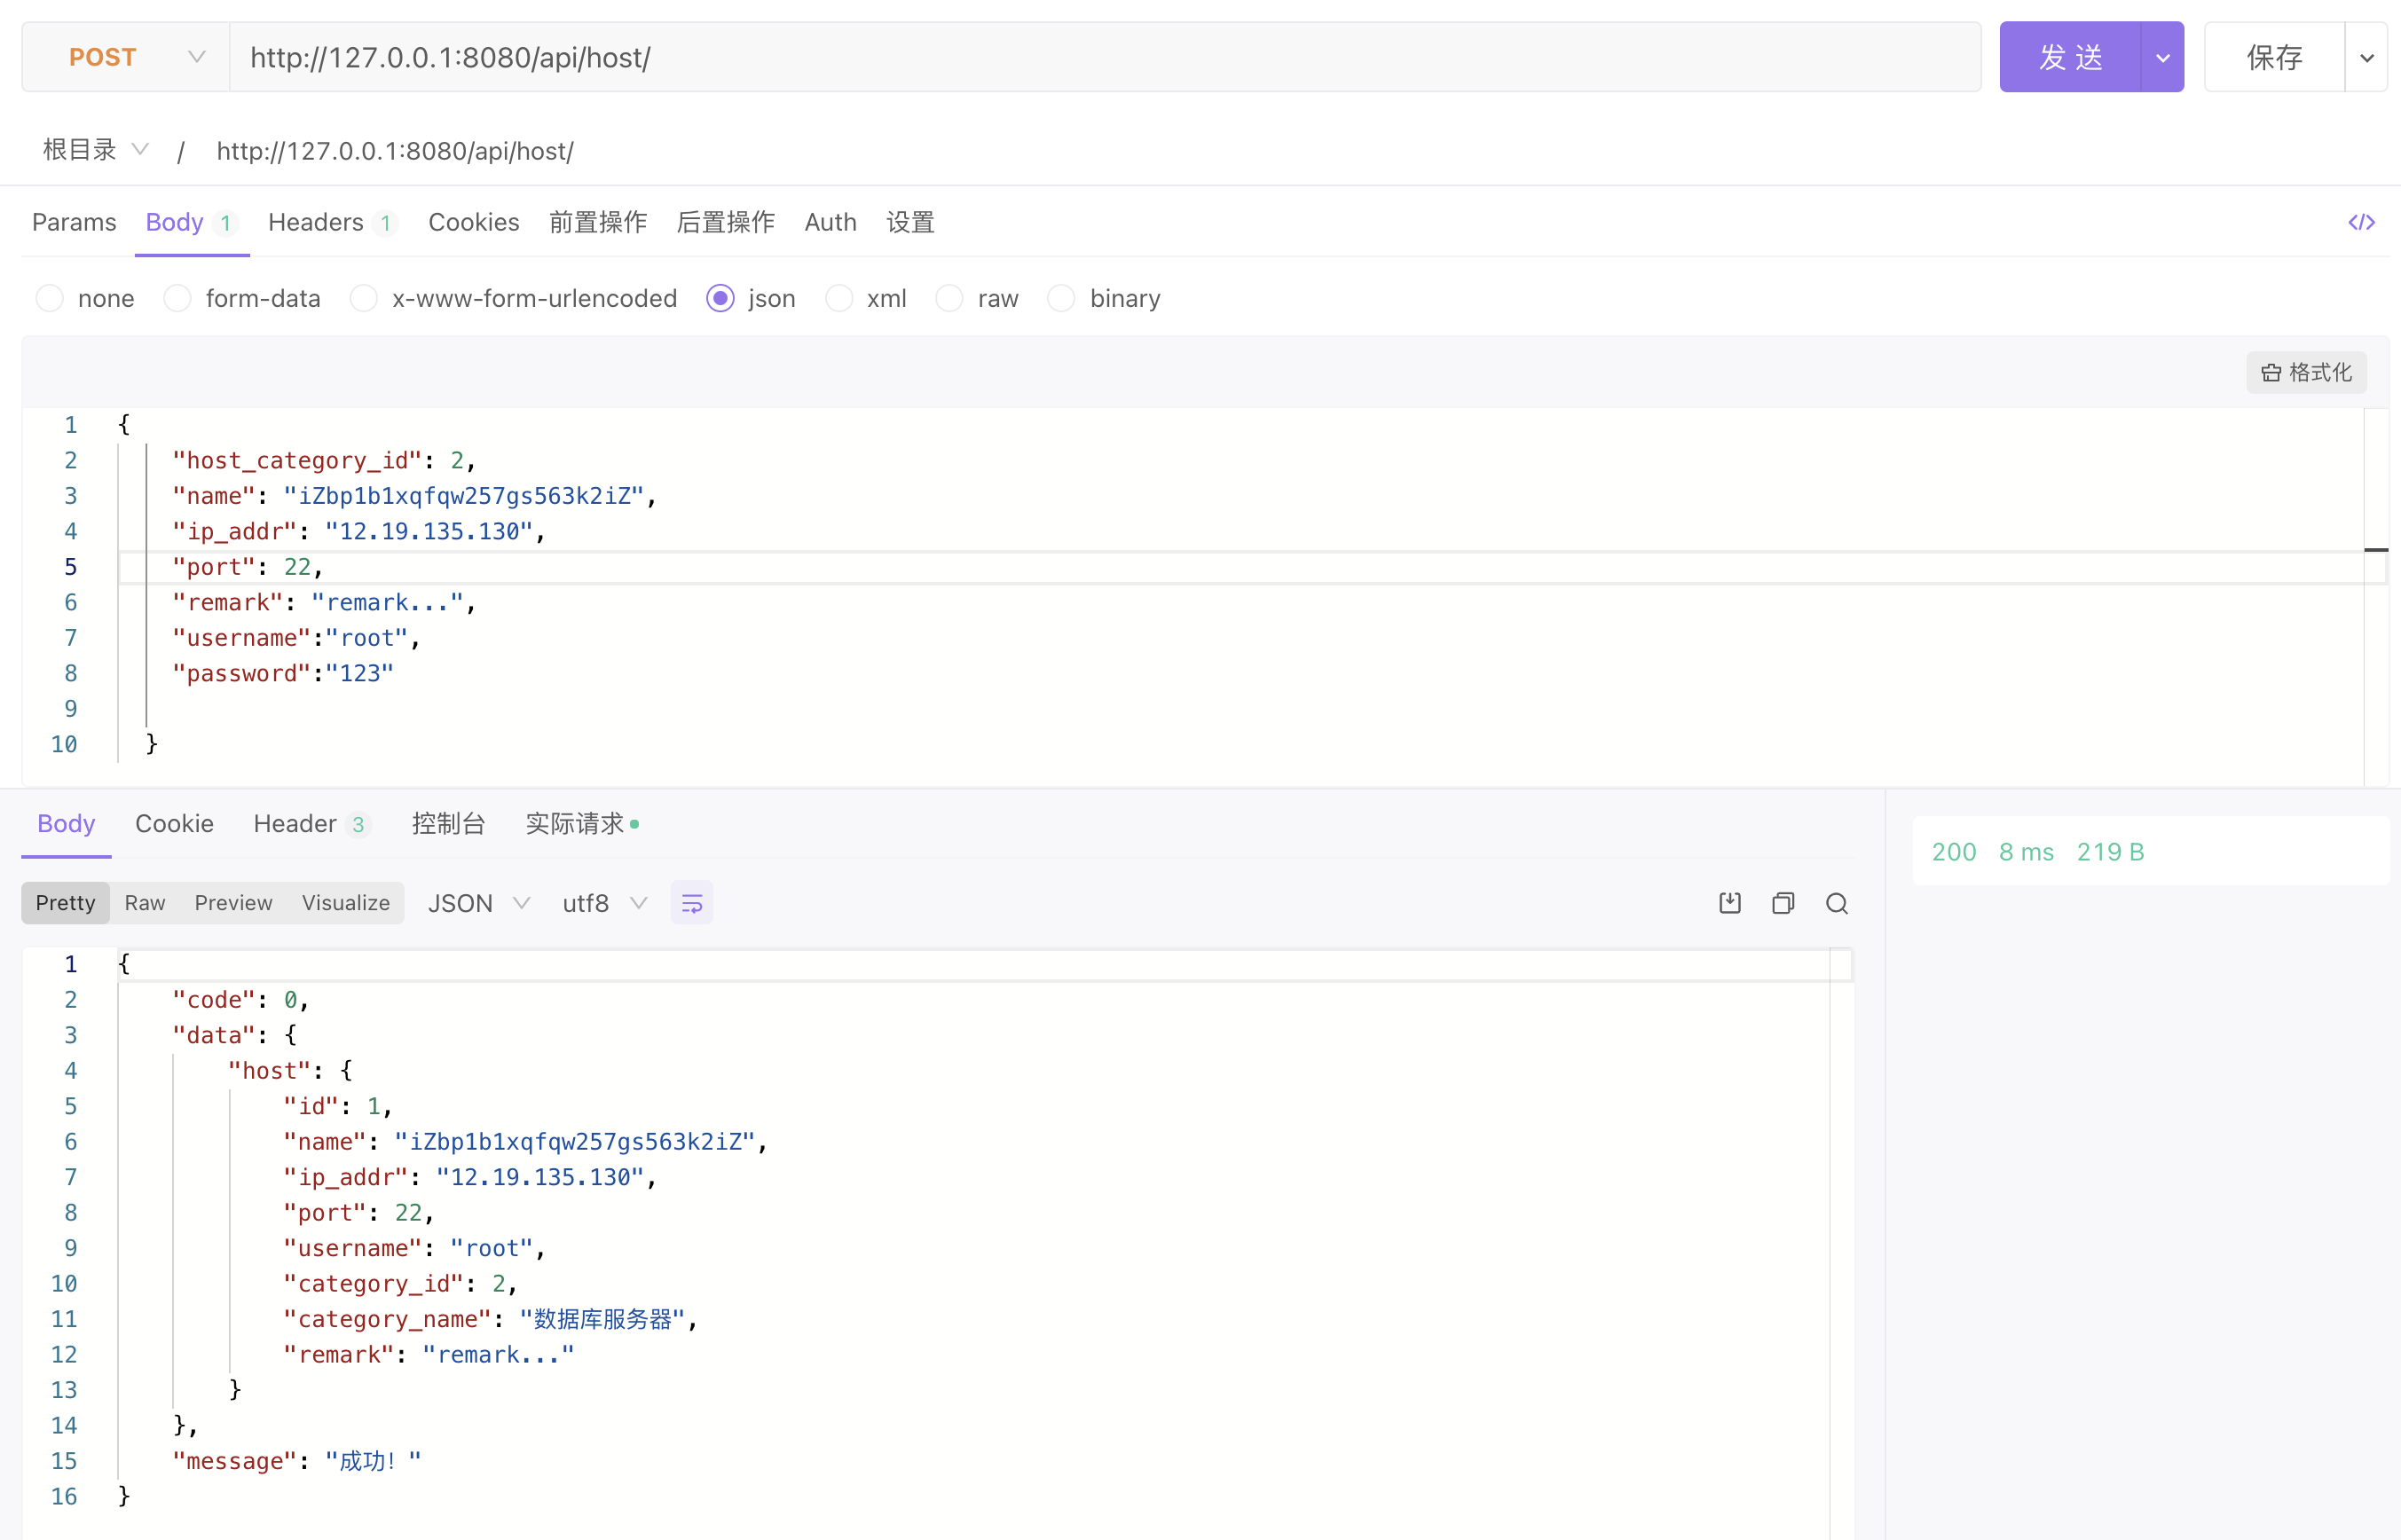 POST http://127.0.0.1:8080/api/host/ 发 送 保存
根目录 / http://127.0.0.1:8080/api/host/
Params Body 1 Headers 1 Cookies 前置操作 后置操作 Auth 设置 </>
none form-data x-www-form-urlencoded json xml raw binary
格式化
1 {
2 "host_category_id": 2,
3 "name": "iZbp1b1xqfqw257gs563k2iZ",
4 "ip_addr": "12.19.135.130",
5 "port": 22,
6 "remark": "remark...",
7 "username":"root",
8 "password":"123"
9
10 }
Body Cookie Header 3 控制台 实际请求
200 8 ms 219 B
Pretty Raw Preview Visualize JSON utf8
1 {
2 "code": 0,
3 "data": {
4 "host": {
5 "id": 1,
6 "name": "iZbp1b1xqfqw257gs563k2iZ",
7 "ip_addr": "12.19.135.130",
8 "port": 22,
9 "username": "root",
10 "category_id": 2,
11 "category_name": "数据库服务器",
12 "remark": "remark..."
13 }
14 },
15 "message": "成功！"
16 }